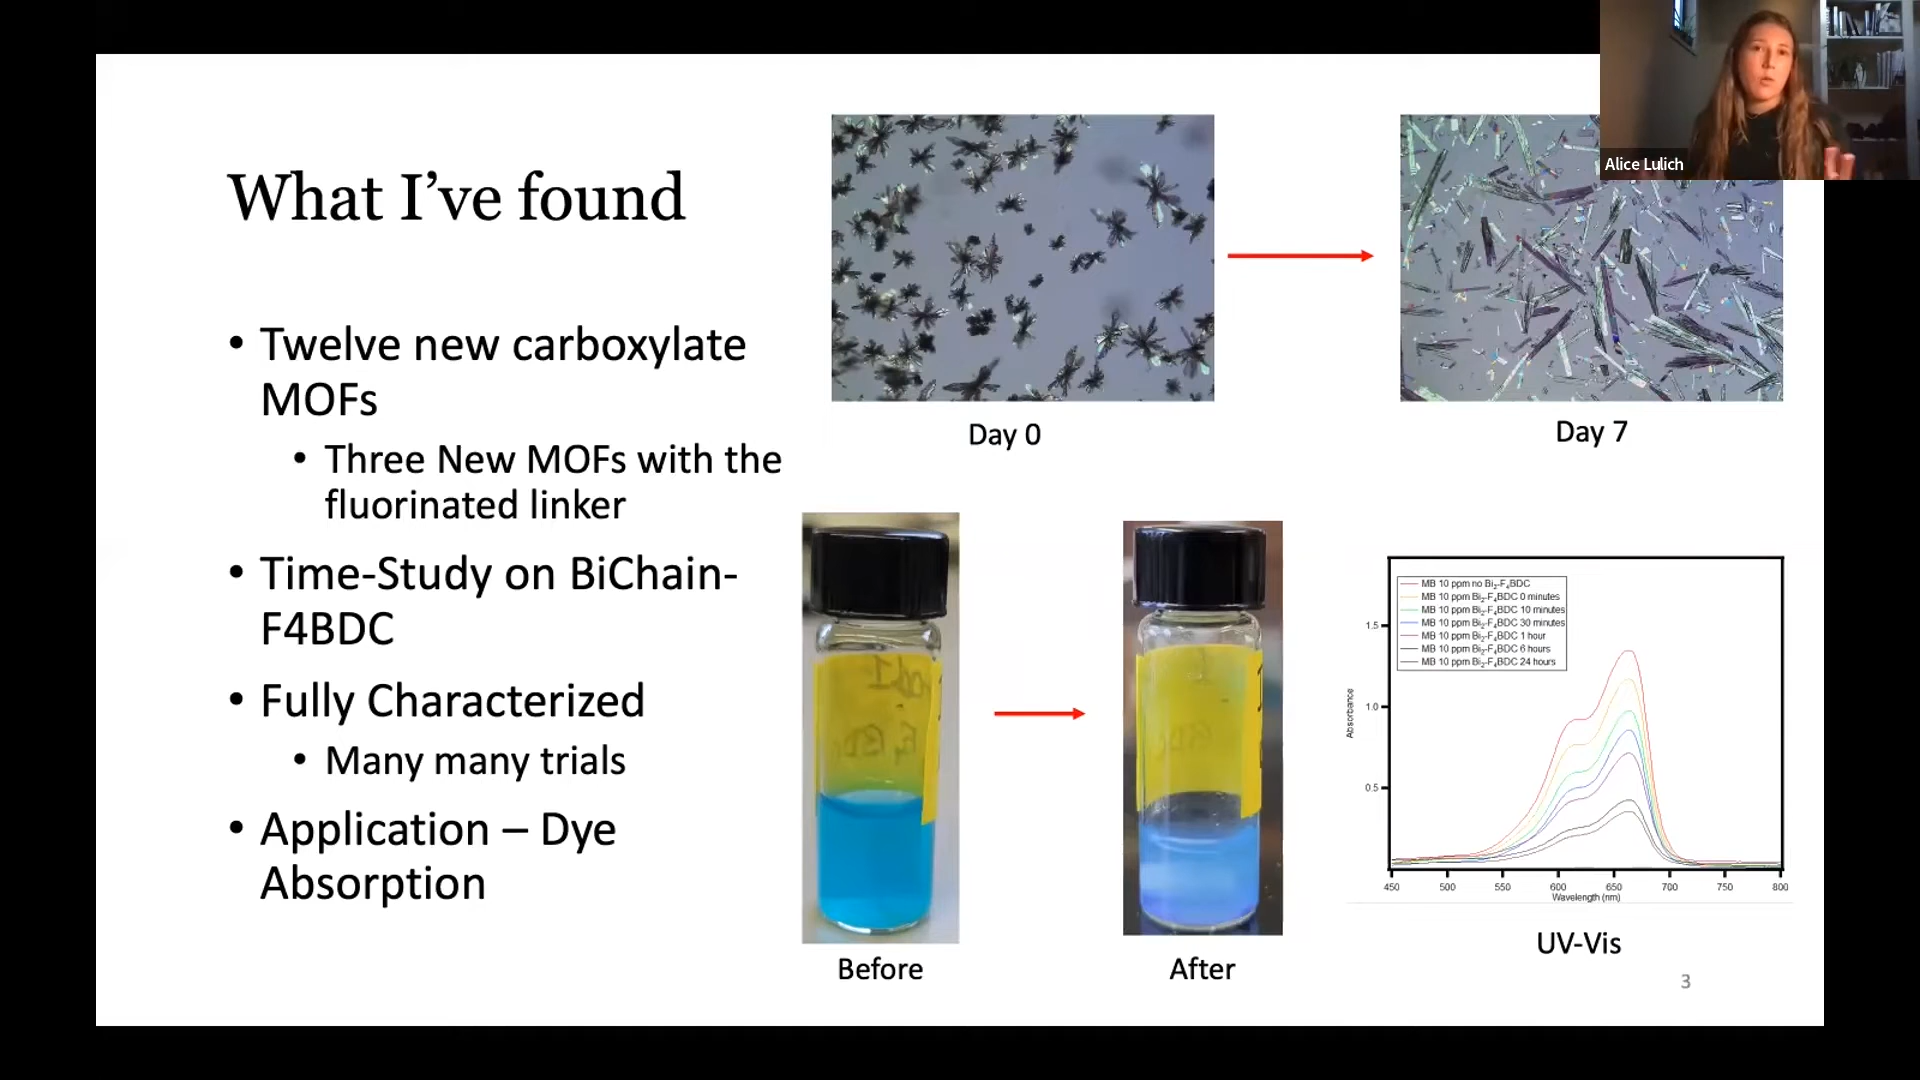 Alice Lulich
What I've found
• Twelve new carboxylate
MOFs
• Three New MOFs with the
fluorinated linker
• Time-Study on BiChain-
F4BDC
• Fully Characterized
• Many many trials
• Application – Dye
Absorption
Day 0
Day 7
Before
After
MB 10 ppm no Bi₂-F₄BDC
MB 10 ppm Bi₂-F₄BDC 0 minutes
MB 10 ppm Bi₂-F₄BDC 10 minutes
MB 10 ppm Bi₂-F₄BDC 30 minutes
MB 10 ppm Bi₂-F₄BDC 1 hour
MB 10 ppm Bi₂-F₄BDC 6 hours
MB 10 ppm Bi₂-F₄BDC 24 hours
Absorbance
1.5
1.0
0.5
450 500 550 600 650 700 750 800
Wavelength (nm)
UV-Vis
3